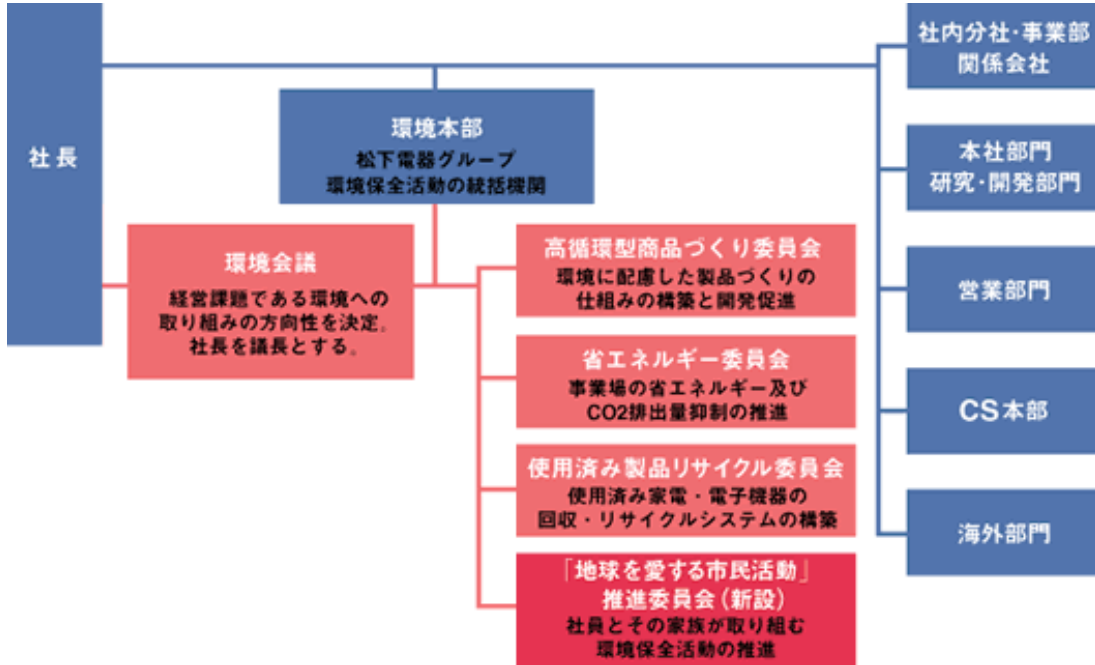 社長
環境本部
松下電器グループ
環境保全活動の統括機関
環境会議
経営課題である環境への
取り組みの方向性を決定。
社長を議長とする。
高循環型商品づくり委員会
環境に配慮した製品づくりの
仕組みの構築と開発促進
省エネルギー委員会
事業場の省エネルギー及び
CO2排出量抑制の推進
使用済み製品リサイクル委員会
使用済み家電・電子機器の
回収・リサイクルシステムの構築
「地球を愛する市民活動」
推進委員会(新設)
社員とその家族が取り組む
環境保全活動の推進
社内分社・事業部
関係会社
本社部門
研究・開発部門
営業部門
CS本部
海外部門